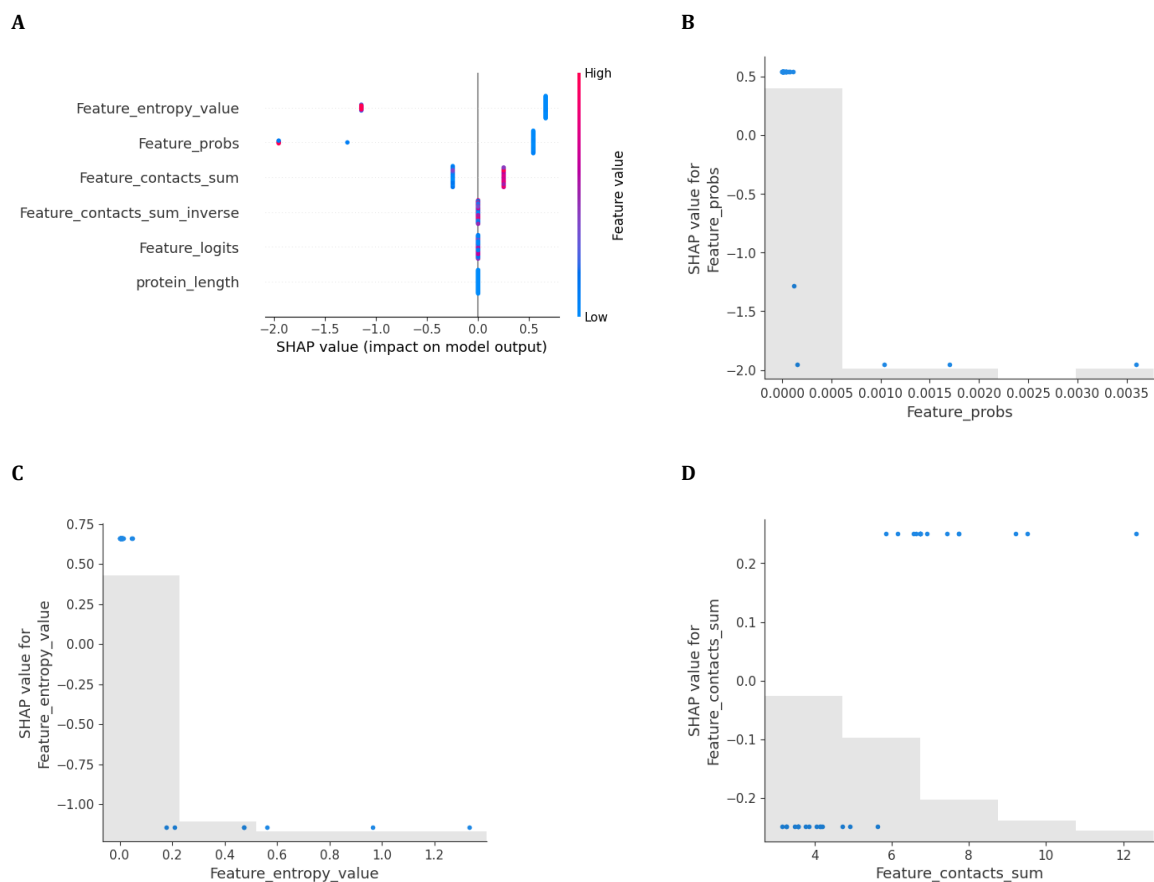 A
High
Feature_entropy_value
Feature_probs
Feature_contacts_sum
Feature_contacts_sum_inverse
Feature_logits
protein_length
Feature value
Low
−2.0 −1.5 −1.0 −0.5 0.0 0.5
SHAP value (impact on model output)
B
0.5
0.0
−0.5
−1.0
−1.5
−2.0
SHAP value for
Feature_probs
0.0000 0.0005 0.0010 0.0015 0.0020 0.0025 0.0030 0.0035
Feature_probs
C
0.75
0.50
0.25
0.00
−0.25
−0.50
−0.75
−1.00
SHAP value for
Feature_entropy_value
0.0 0.2 0.4 0.6 0.8 1.0 1.2
Feature_entropy_value
D
0.2
0.1
0.0
−0.1
−0.2
SHAP value for
Feature_contacts_sum
4 6 8 10 12
Feature_contacts_sum